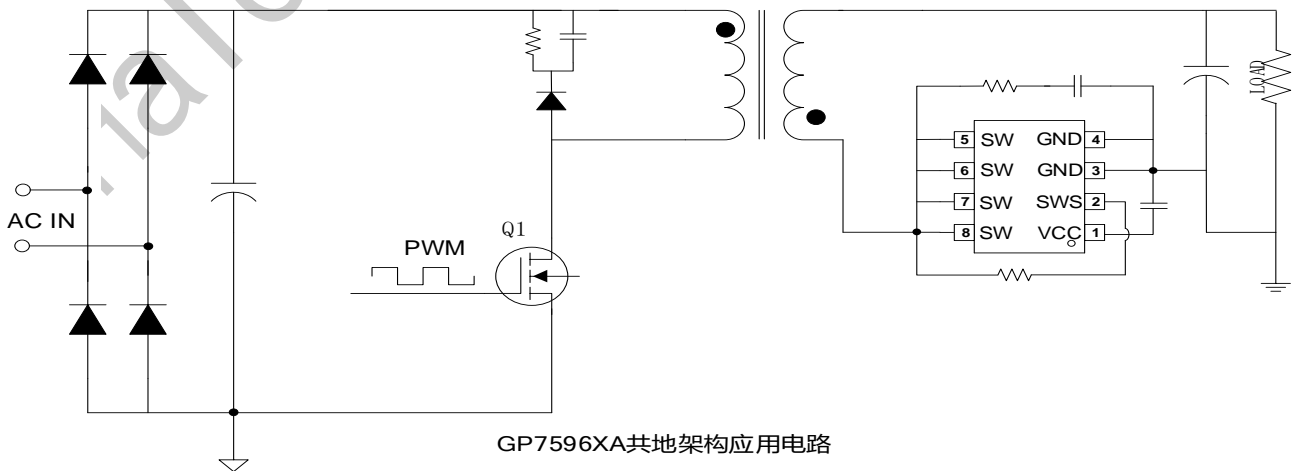 LOAD
5 SW GND 4
6 SW GND 3
7 SW SWS 2
8 SW VCC 1
AC IN
Q1
PWM
GP7596XA共地架构应用电路